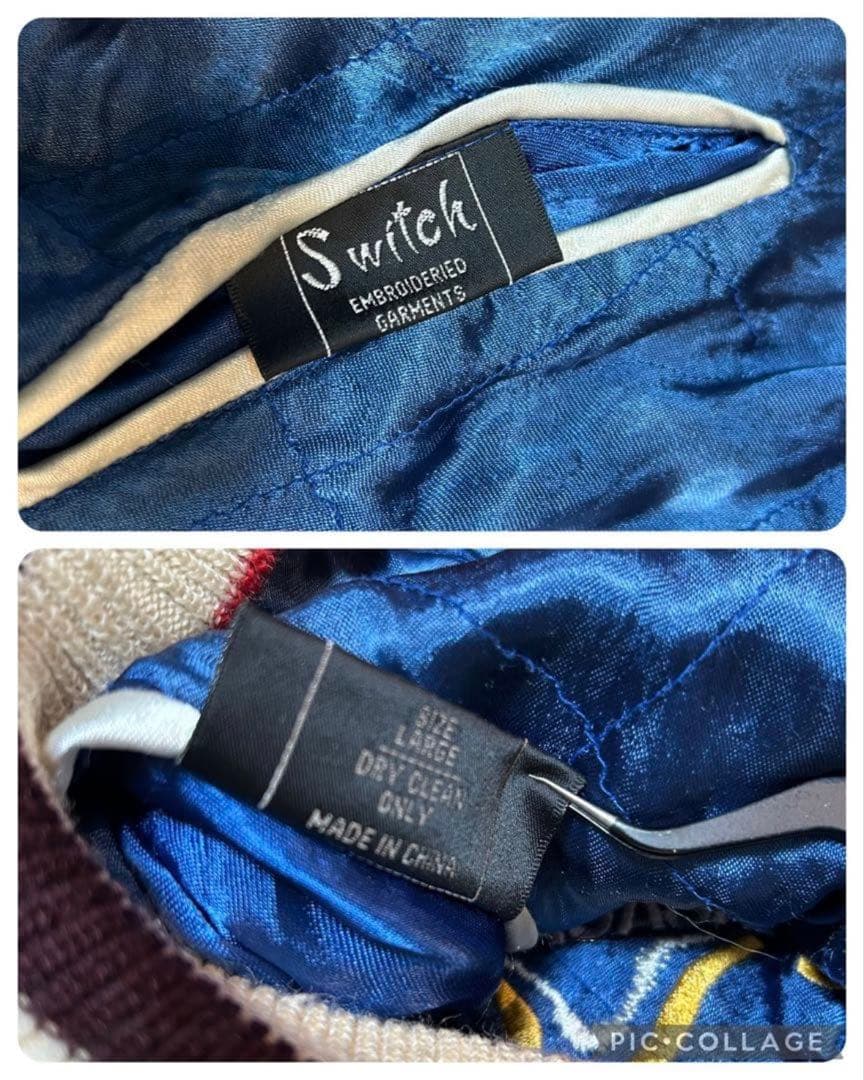 Switch
EMBROIDERIED
GARMENTS
SIZE
LARGE
DRY CLEAN
ONLY
MADE IN CHINA
PIC•COLLAGE